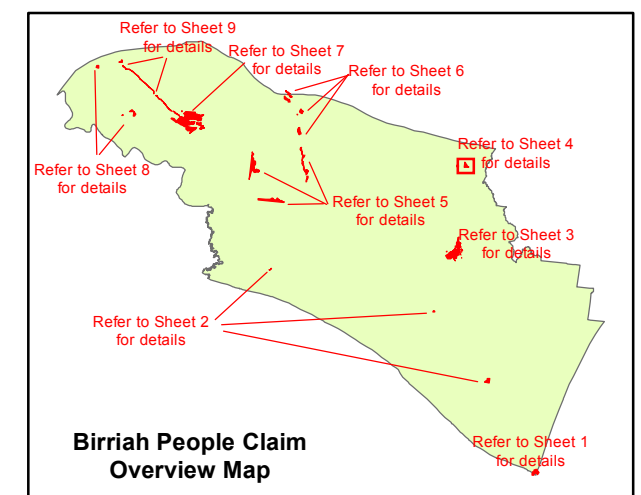 Refer to Sheet 9
for details
Refer to Sheet 7
for details
Refer to Sheet 6
for details
Refer to Sheet 4
for details
Refer to Sheet 8
for details
Refer to Sheet 5
for details
Refer to Sheet 3
for details
Refer to Sheet 2
for details
Birriah People Claim
Overview Map
Refer to Sheet 1
for details